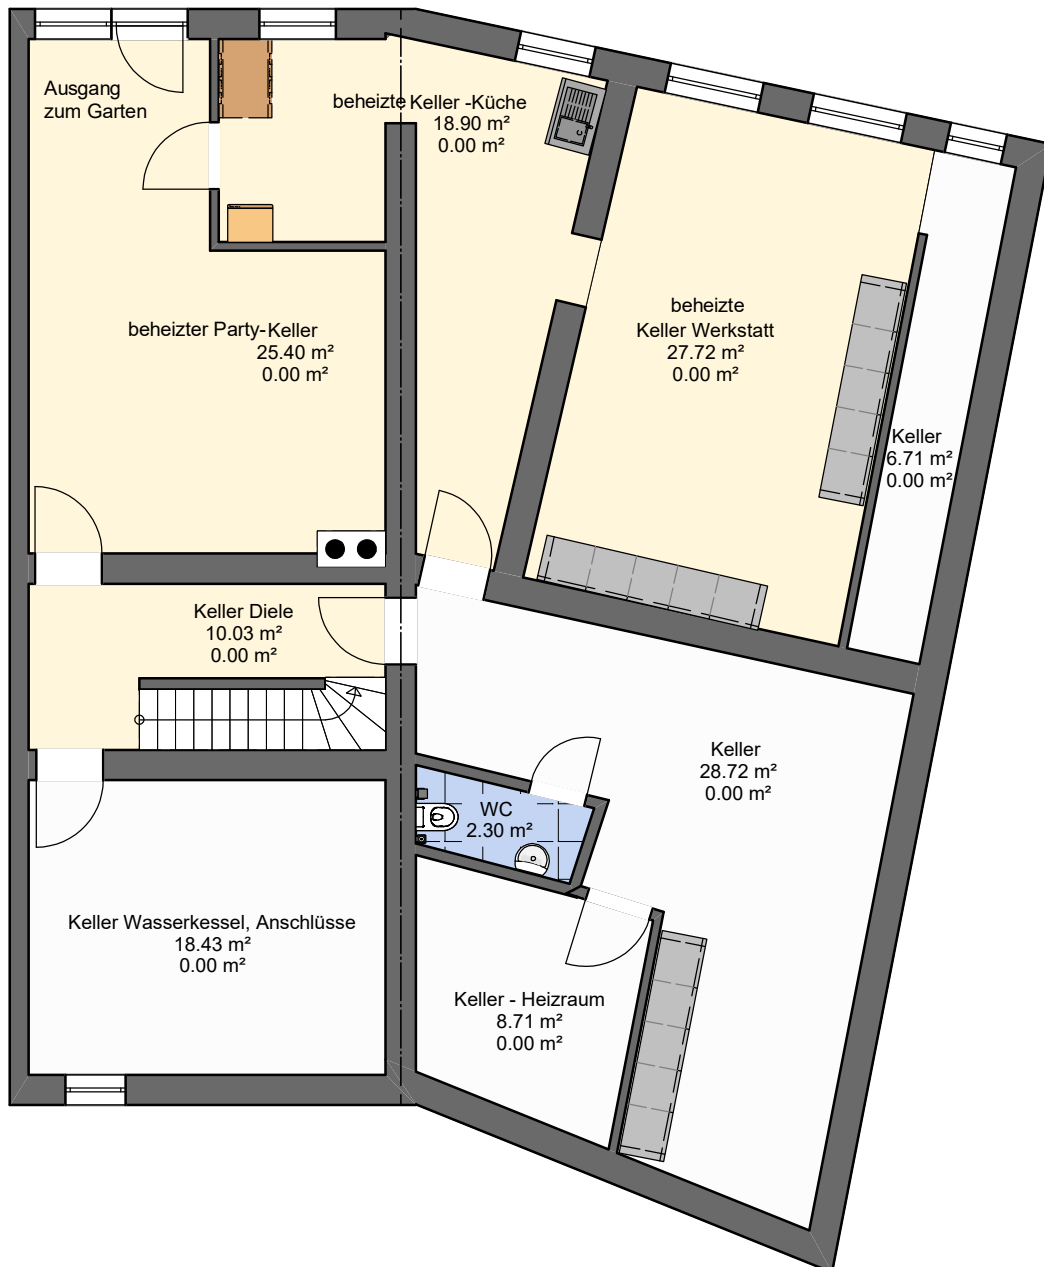 Ausgang
zum Garten
beheizte Keller -Küche
18.90 m²
0.00 m²
beheizter Party-Keller
25.40 m²
0.00 m²
beheizte
Keller Werkstatt
27.72 m²
0.00 m²
Keller
6.71 m²
0.00 m²
Keller Diele
10.03 m²
0.00 m²
Keller
28.72 m²
0.00 m²
WC
2.30 m²
Keller Wasserkessel, Anschlüsse
18.43 m²
0.00 m²
Keller - Heizraum
8.71 m²
0.00 m²